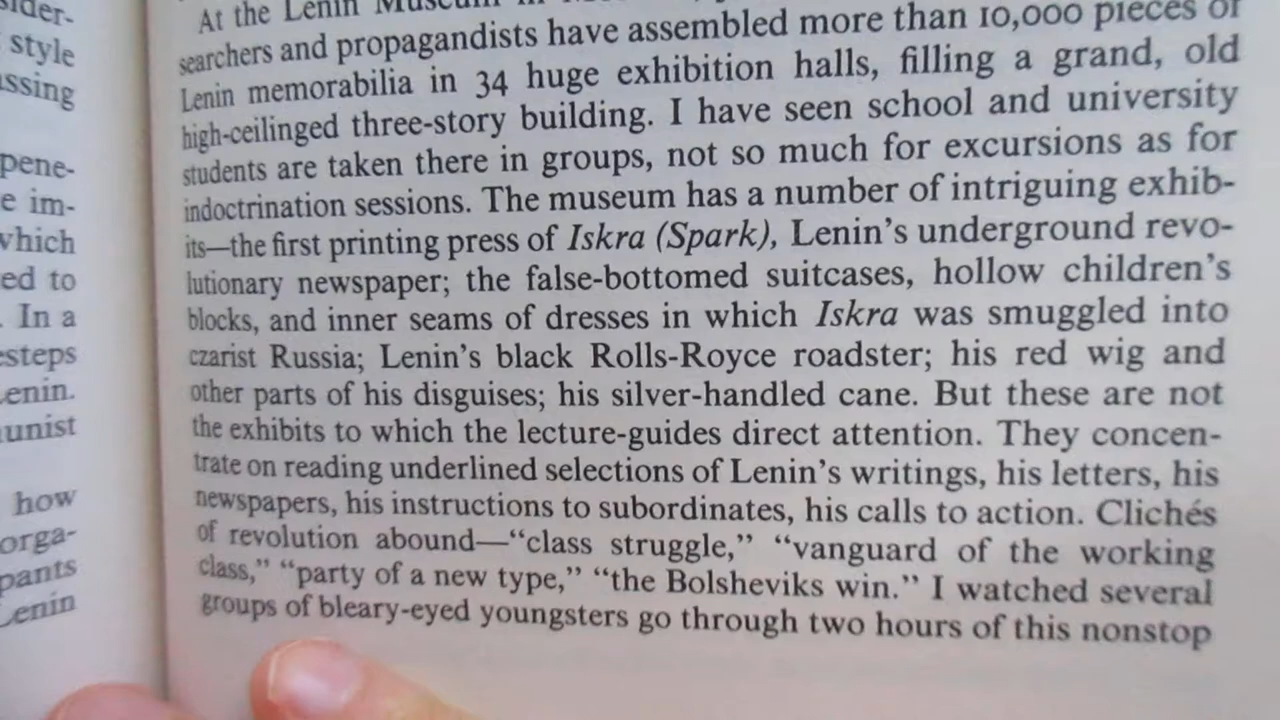 sider-
style
ssing
pene-
e im-
which
ed to
. In a
esteps
enin.
unist
how
orga-
pants
Lenin
At the Lenin Museum in
searchers and propagandists have assembled more than 10,000 pieces of
Lenin memorabilia in 34 huge exhibition halls, filling a grand, old
high-ceilinged three-story building. I have seen school and university
students are taken there in groups, not so much for excursions as for
indoctrination sessions. The museum has a number of intriguing exhib-
its—the first printing press of Iskra (Spark), Lenin's underground revo-
lutionary newspaper; the false-bottomed suitcases, hollow children's
blocks, and inner seams of dresses in which Iskra was smuggled into
czarist Russia; Lenin's black Rolls-Royce roadster; his red wig and
other parts of his disguises; his silver-handled cane. But these are not
the exhibits to which the lecture-guides direct attention. They concen-
trate on reading underlined selections of Lenin's writings, his letters, his
newspapers, his instructions to subordinates, his calls to action. Clichés
of revolution abound—“class struggle,” “vanguard of the working
class,” “party of a new type,” “the Bolsheviks win.” I watched several
groups of bleary-eyed youngsters go through two hours of this nonstop